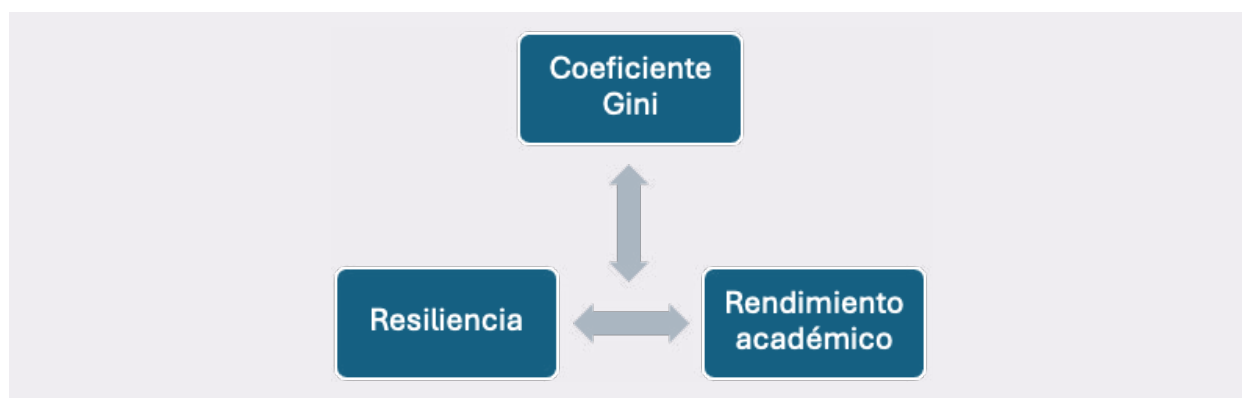 Coeficiente
Gini
Resiliencia
Rendimiento
académico